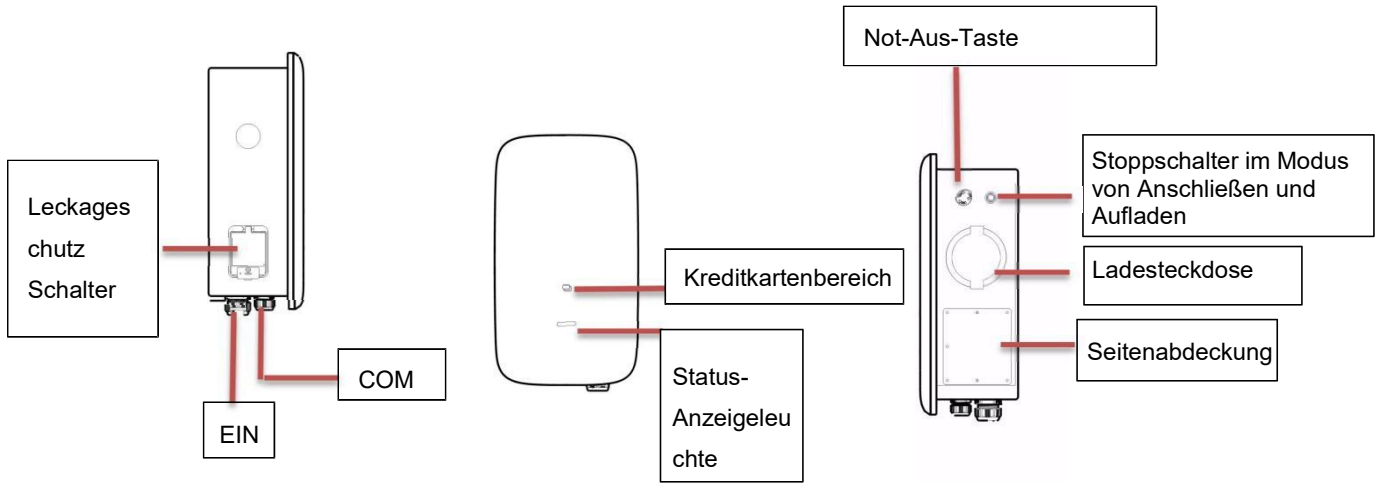 Leckages
chutz
Schalter
EIN
COM
Kreditkartenbereich
Status-
Anzeigeleu
chte
Not-Aus-Taste
Stoppschalter im Modus
von Anschließen und
Aufladen
Ladesteckdose
Seitenabdeckung